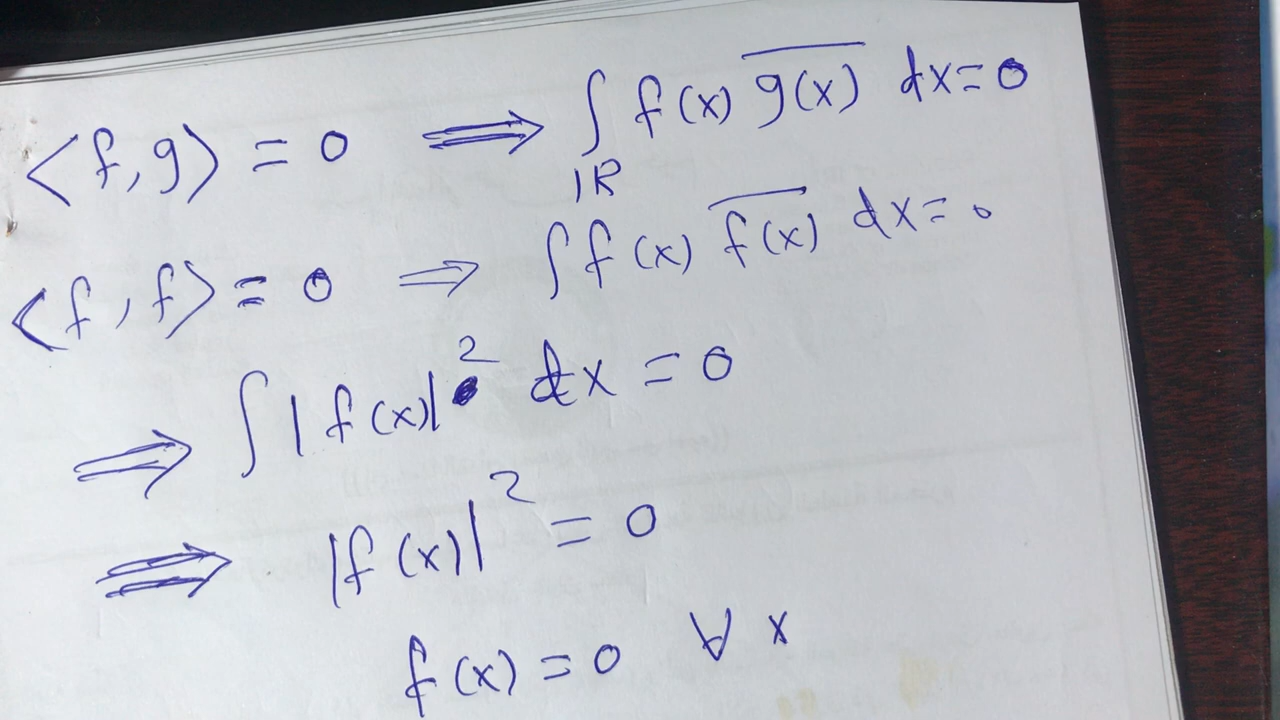 <f, g> = 0 ⟹ ∫_ℝ f(x) \overline{g(x)} dx = 0
<f, f> = 0 ⟹ ∫ f(x) \overline{f(x)} dx = 0
⟹ ∫ |f(x)|² dx = 0
⟹ |f(x)|² = 0
f(x) = 0 ∀ x